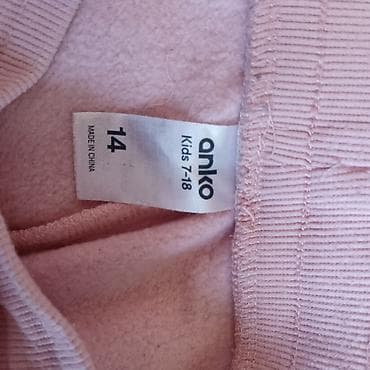 anko
Kids 7-18
14
MADE IN CHINA